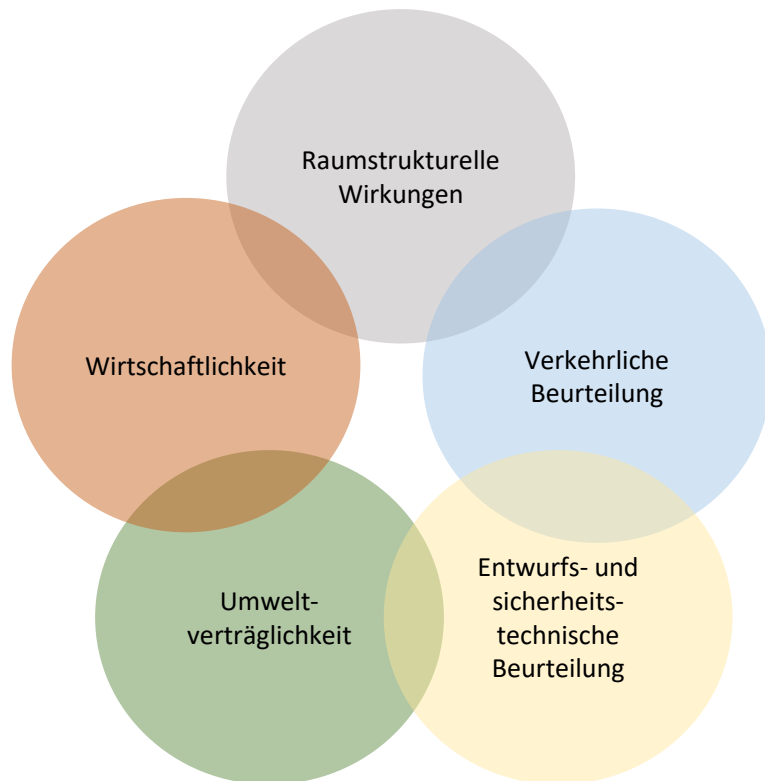 Raumstrukturelle
Wirkungen
Wirtschaftlichkeit
Verkehrliche
Beurteilung
Umwelt-
verträglichkeit
Entwurfs- und
sicherheits-
technische
Beurteilung